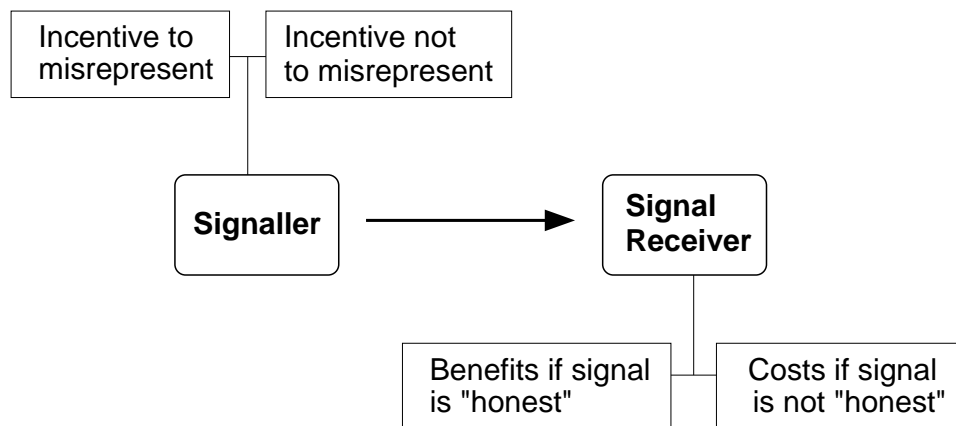 Incentive to
misrepresent
Incentive not
to misrepresent
Signaller
Signal
Receiver
Benefits if signal
is "honest"
Costs if signal
is not "honest"